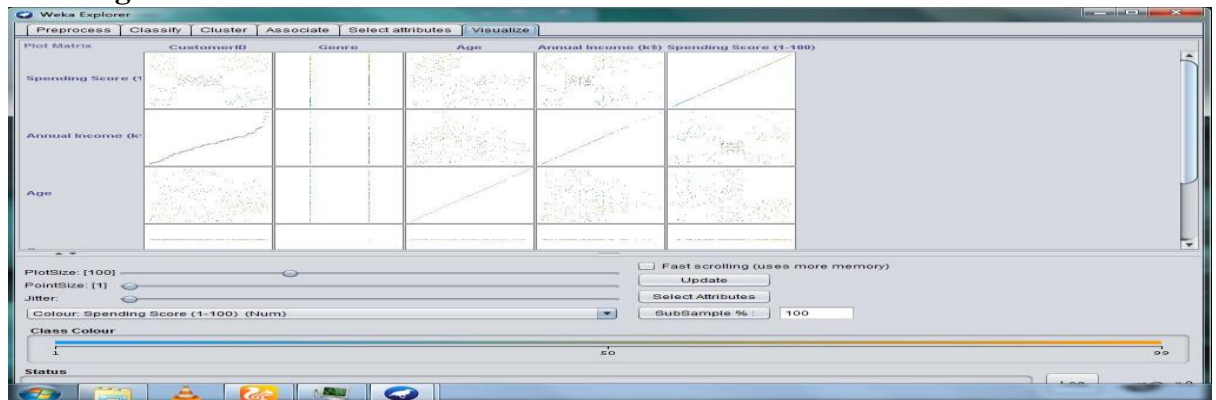 Weka Explorer
Preprocess Classify Cluster Associate Select attributes Visualize
Plot Matrix CustomerID Genre Age Annual Income (k$) Spending Score (1-100)
Spending Score (1
Annual Income (k
Age
PlotSize: [100]
PointSize: [1]
Jitter:
Fast scrolling (uses more memory)
Update
Select Attributes
Colour: Spending Score (1-100) (Num)
SubSample % : 100
Class Colour
1 50 99
Status